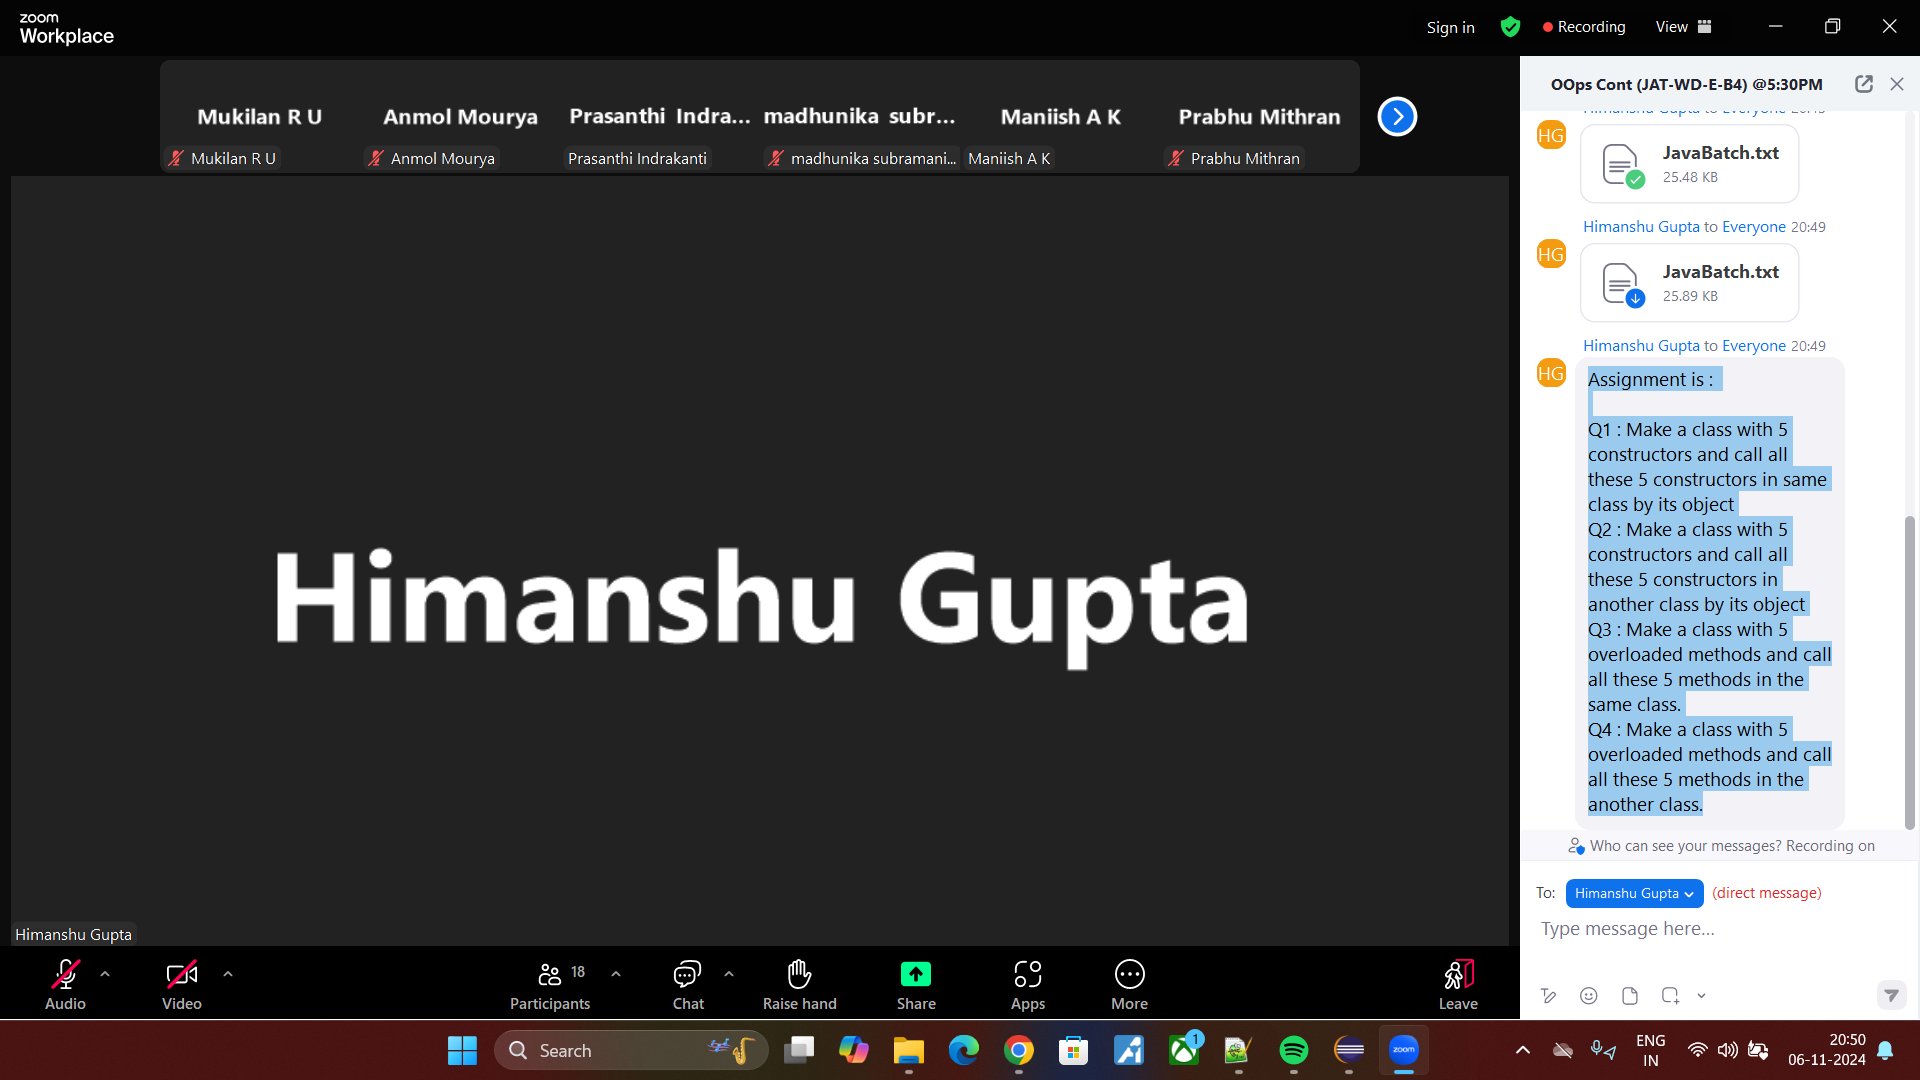 zoom
Workplace
Sign in
Recording
View
Mukilan R U
Anmol Mourya
Prasanthi Indra...
madhunika subr...
Maniish A K
Prabhu Mithran
Mukilan R U
Anmol Mourya
Prasanthi Indrakanti
madhunika subramani...
Maniish A K
Prabhu Mithran
Himanshu Gupta
Himanshu Gupta
OOps Cont (JAT-WD-E-B4) @5:30PM
HG
JavaBatch.txt
25.48 KB
Himanshu Gupta to Everyone 20:49
HG
JavaBatch.txt
25.89 KB
Himanshu Gupta to Everyone 20:49
HG
Assignment is :
Q1 : Make a class with 5
constructors and call all
these 5 constructors in same
class by its object
Q2 : Make a class with 5
constructors and call all
these 5 constructors in
another class by its object
Q3 : Make a class with 5
overloaded methods and call
all these 5 methods in the
same class.
Q4 : Make a class with 5
overloaded methods and call
all these 5 methods in the
another class.
Who can see your messages? Recording on
To: Himanshu Gupta (direct message)
Type message here...
Audio
Video
18
Participants
Chat
Raise hand
Share
Apps
More
Leave
Search
1
zoom
ENG
IN
20:50
06-11-2024